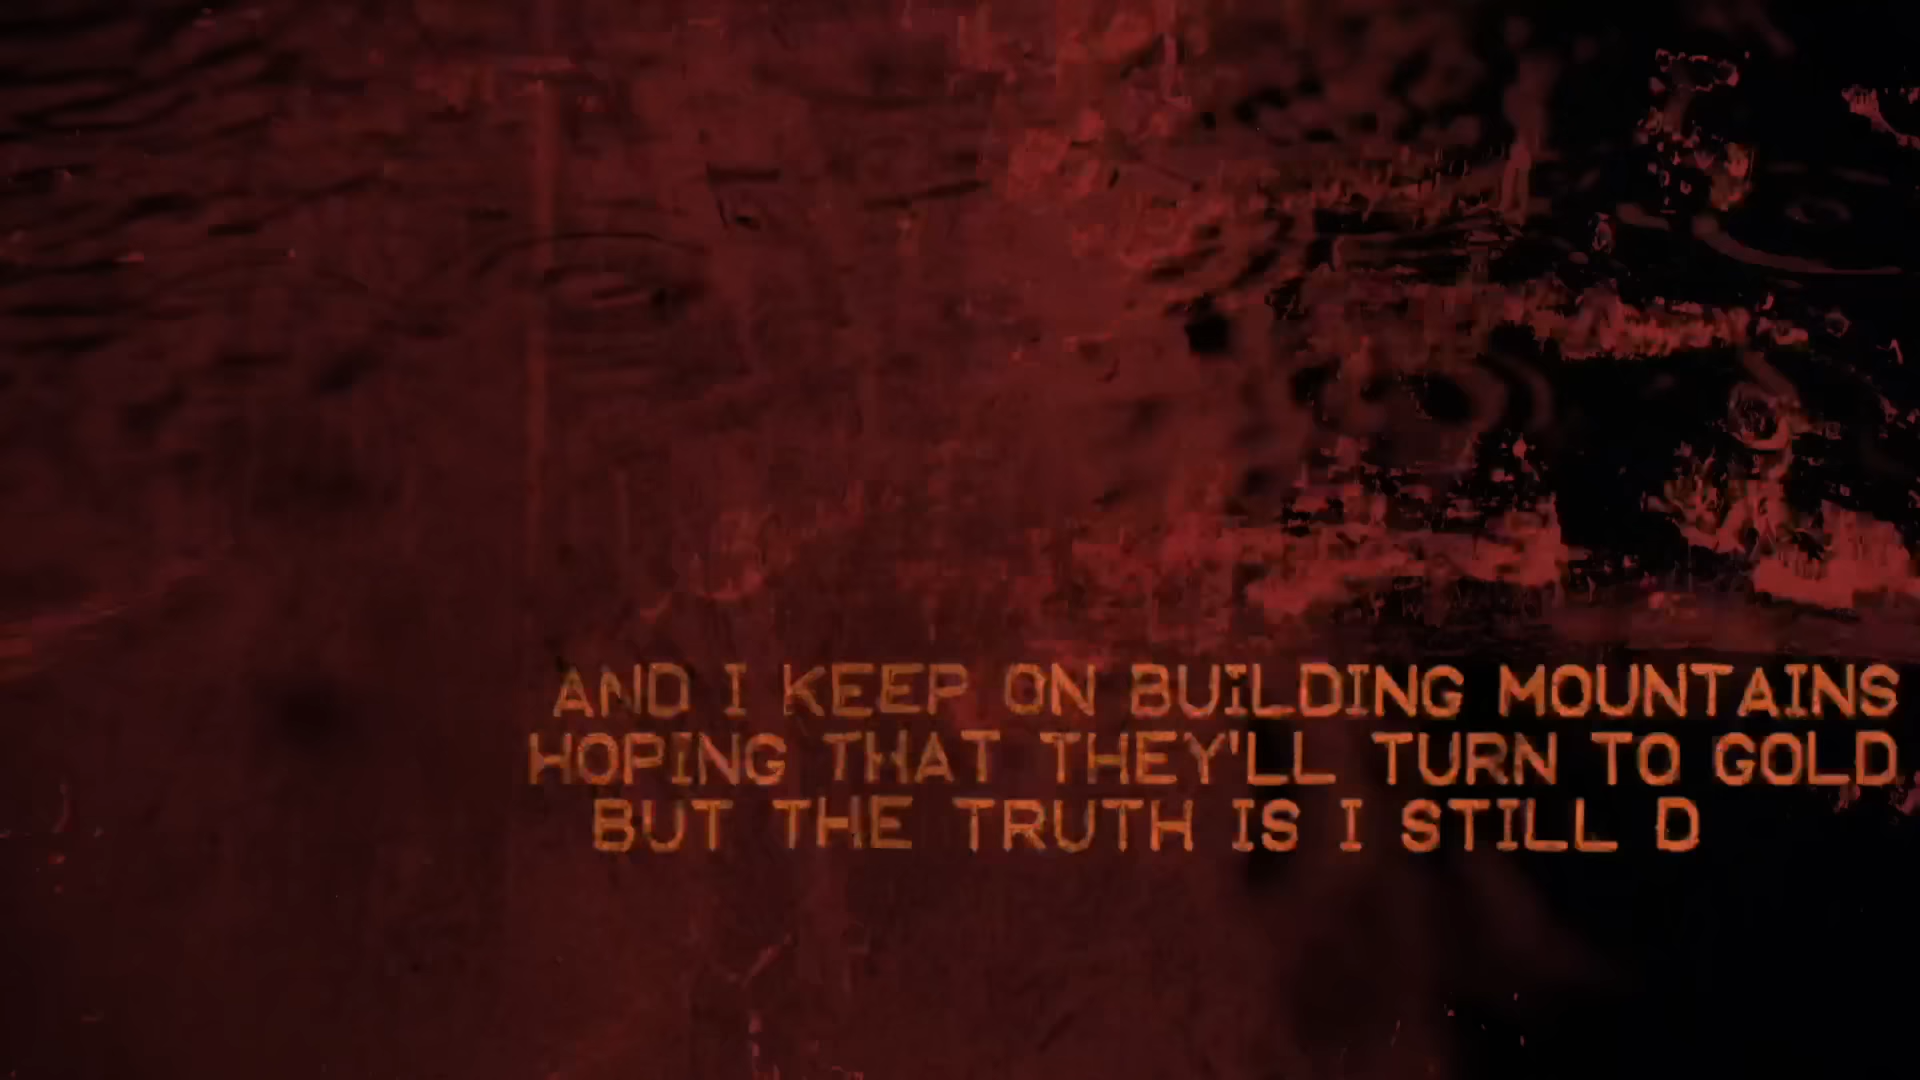 AND I KEEP ON BUILDING MOUNTAINS
HOPING THAT THEY'LL TURN TO GOLD
BUT THE TRUTH IS I STILL D